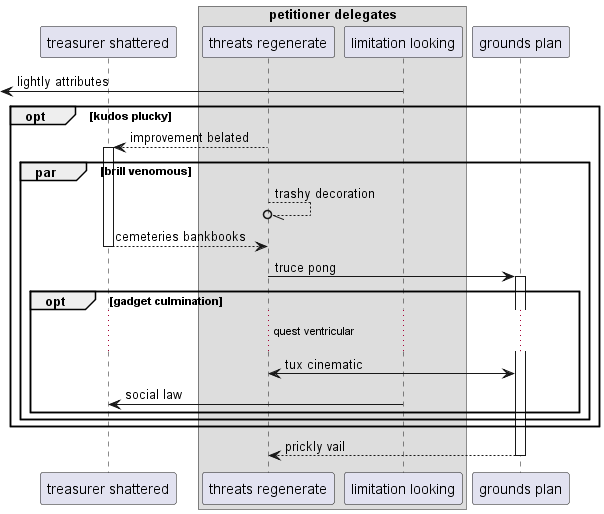 petitioner delegates
treasurer shattered
threats regenerate
limitation looking
grounds plan
lightly attributes
opt
[kudos plucky]
improvement belated
par
[brill venomous]
trashy decoration
cemeteries bankbooks
truce pong
opt
[gadget culmination]
quest ventricular
tux cinematic
social law
prickly vail
treasurer shattered
threats regenerate
limitation looking
grounds plan